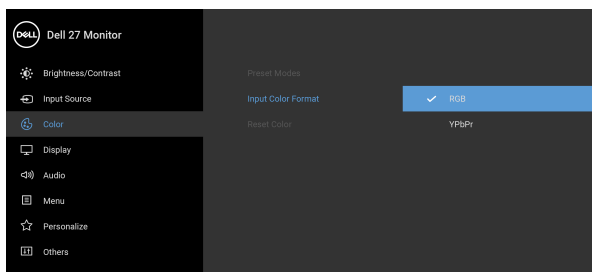 DELL
Dell 27 Monitor
Brightness/Contrast
Preset Modes
Input Source
Input Color Format
RGB
Color
Reset Color
YPbPr
Display
Audio
Menu
Personalize
Others